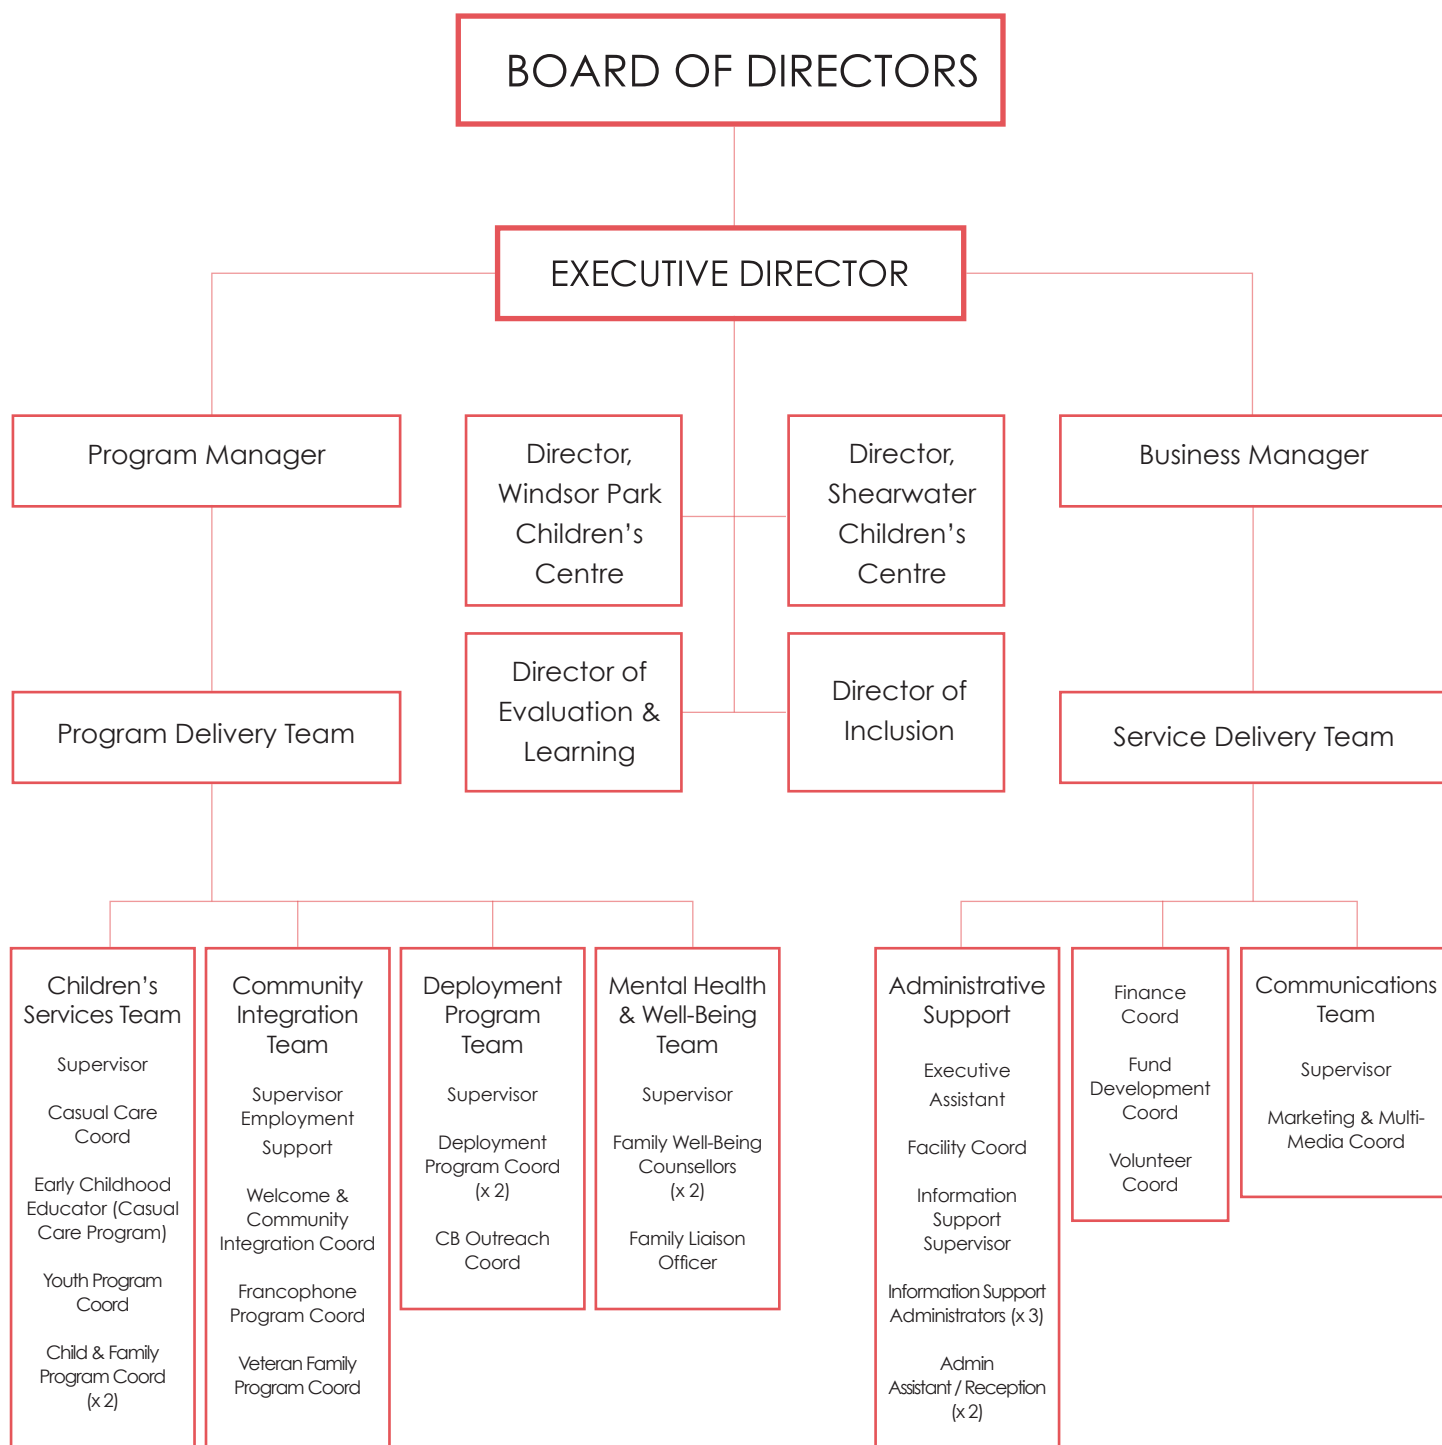 BOARD OF DIRECTORS
EXECUTIVE DIRECTOR
Program Manager
Director,
Windsor Park
Children's
Centre
Director,
Shearwater
Children's
Centre
Business Manager
Program Delivery Team
Director of
Evaluation &
Learning
Director of
Inclusion
Service Delivery Team
Children's
Services Team
Supervisor
Casual Care
Coord
Early Childhood
Educator (Casual
Care Program)
Youth Program
Coord
Child & Family
Program Coord
(x 2)
Community
Integration
Team
Supervisor
Employment
Support
Welcome &
Community
Integration Coord
Francophone
Program Coord
Veteran Family
Program Coord
Deployment
Program
Team
Supervisor
Deployment
Program Coord
(x 2)
CB Outreach
Coord
Mental Health
& Well-Being
Team
Supervisor
Family Well-Being
Counsellors
(x 2)
Family Liaison
Officer
Administrative
Support
Executive
Assistant
Facility Coord
Information
Support
Supervisor
Information Support
Administrators (x 3)
Admin
Assistant / Reception
(x 2)
Finance
Coord
Fund
Development
Coord
Volunteer
Coord
Communications
Team
Supervisor
Marketing & Multi-
Media Coord